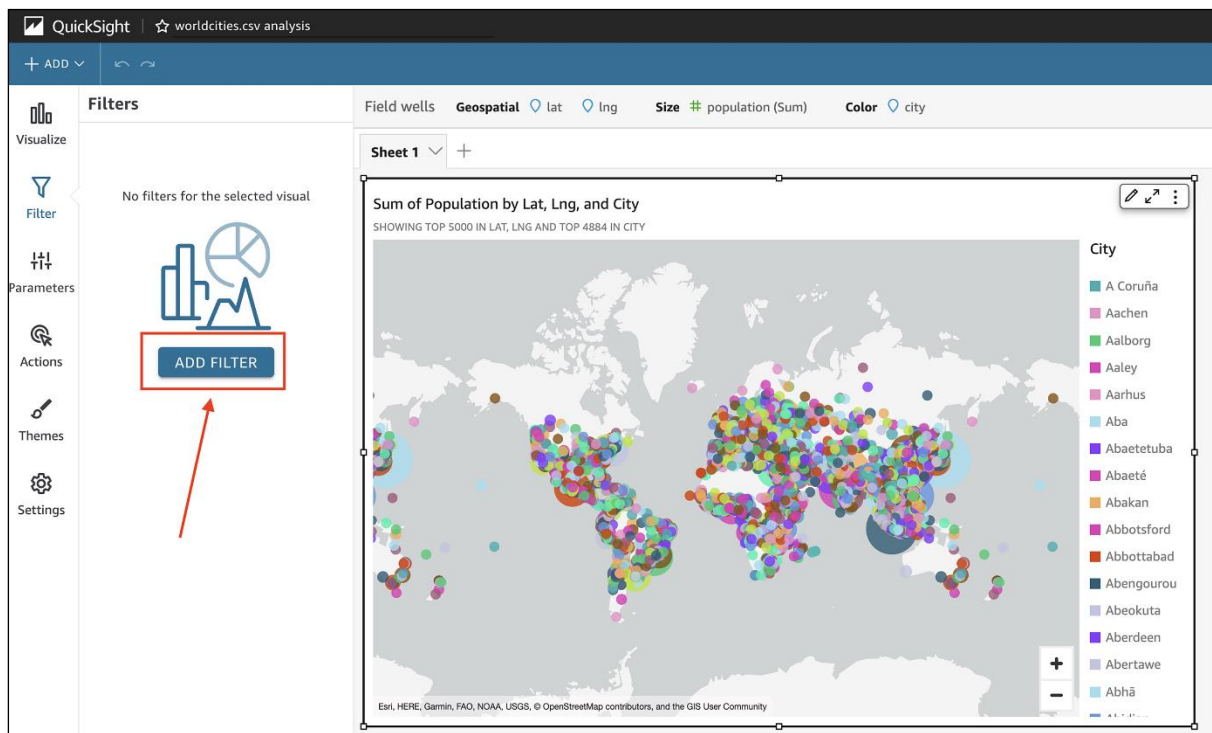 QuickSight
worldcities.csv analysis
+ ADD
Visualize
Filter
Parameters
Actions
Themes
Settings
Filters
No filters for the selected visual
ADD FILTER
Field wells Geospatial lat lng Size # population (Sum) Color city
Sheet 1 +
Sum of Population by Lat, Lng, and City
SHOWING TOP 5000 IN LAT, LNG AND TOP 4884 IN CITY
City
A Coruña
Aachen
Aalborg
Aaley
Aarhus
Aba
Abaetetuba
Abaeté
Abakan
Abbotsford
Abbottabad
Abengourou
Abeokuta
Aberdeen
Abertawe
Abhā
+
−
Esri, HERE, Garmin, FAO, NOAA, USGS, © OpenStreetMap contributors, and the GIS User Community